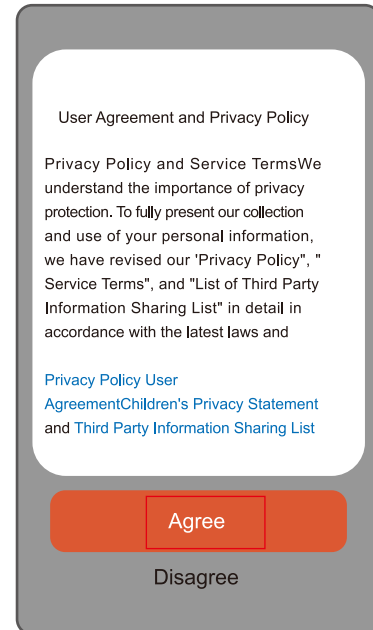 User Agreement and Privacy Policy
Privacy Policy and Service TermsWe
understand the importance of privacy
protection. To fully present our collection
and use of your personal information,
we have revised our 'Privacy Policy", "
Service Terms", and "List of Third Party
Information Sharing List" in detail in
accordance with the latest laws and
Privacy Policy User
AgreementChildren's Privacy Statement
and Third Party Information Sharing List
Agree
Disagree